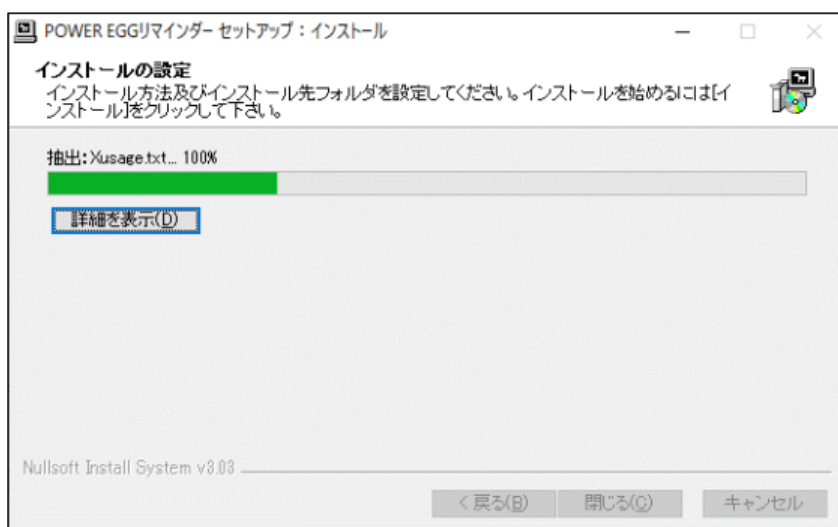 POWER EGGリマインダー セットアップ：インストール
インストールの設定
インストール方法及びインストール先フォルダを設定してください。インストールを始めるには[イ
ンストール]をクリックして下さい。
抽出: Xusage.txt... 100%
詳細を表示(D)
Nullsoft Install System v3.03
< 戻る(B)
閉じる(C)
キャンセル